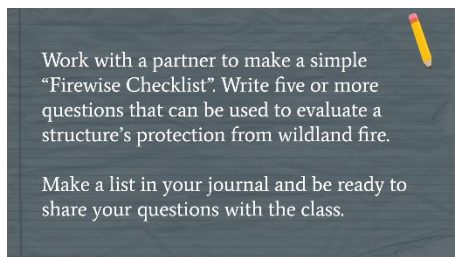 Work with a partner to make a simple
“Firewise Checklist”. Write five or more
questions that can be used to evaluate a
structure’s protection from wildland fire.
Make a list in your journal and be ready to
share your questions with the class.